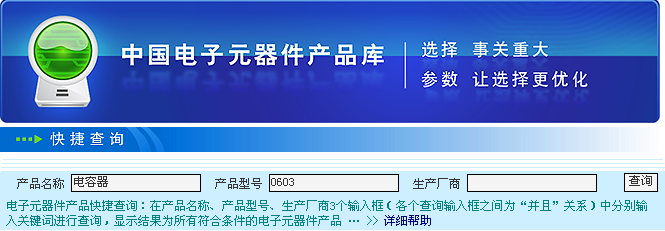 中国电子元器件产品库
选择 事关重大
参数 让选择更优化
快捷查询
产品名称 电容器 产品型号 0603 生产厂商 查询
电子元器件产品快捷查询：在产品名称、产品型号、生产厂商3个输入框（各个查询输入框之间为“并且”关系）中分别输
入关键词进行查询，显示结果为所有符合条件的电子元器件产品 … >> 详细帮助